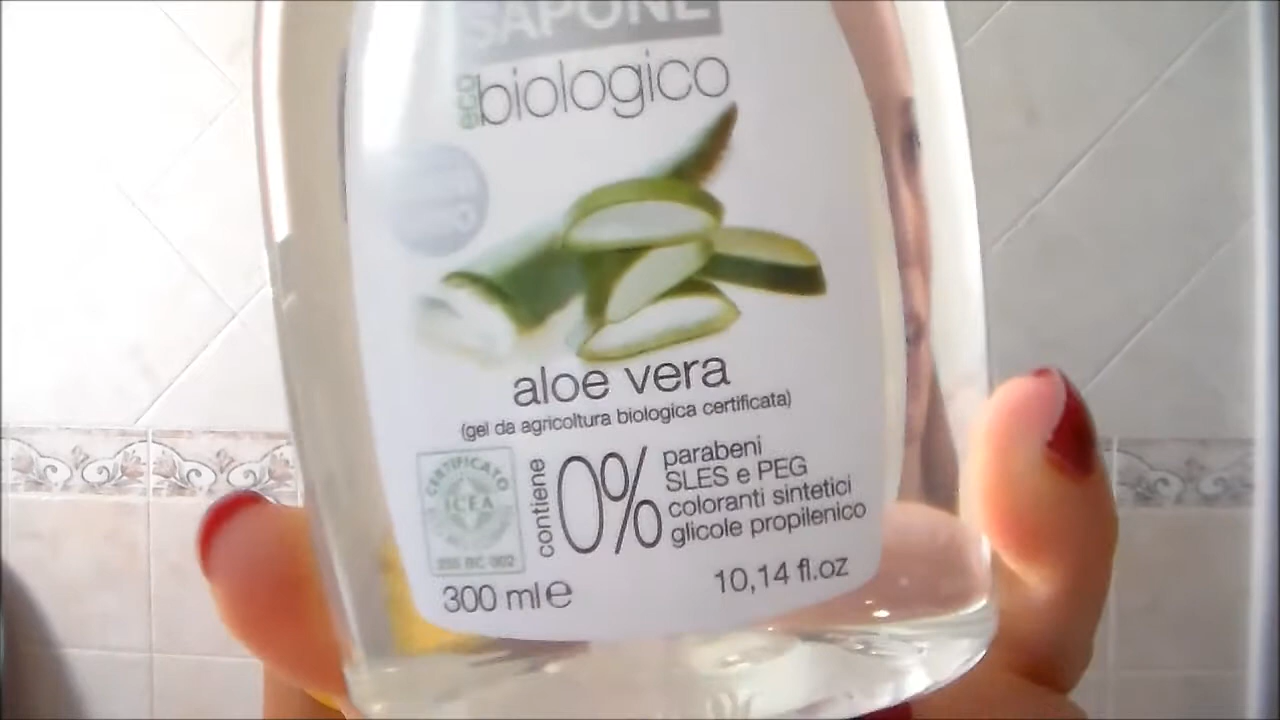 SAPONE
eco
biologico
aloe vera
(gel da agricoltura biologica certificata)
CERTIFICATO
ICEA
contiene
0%
parabeni
SLES e PEG
coloranti sintetici
glicole propilenico
300 ml e
10,14 fl.oz